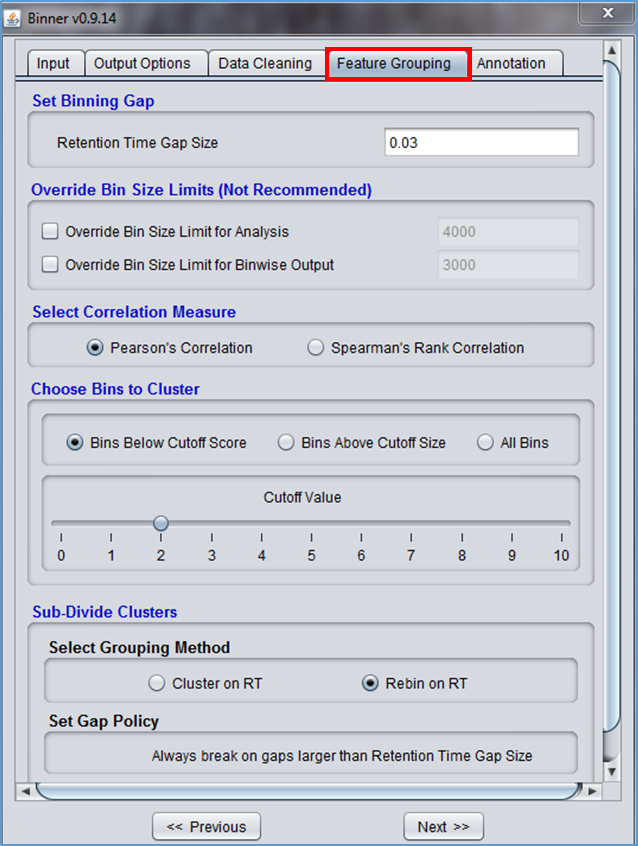 Binner v0.9.14
Input Output Options Data Cleaning Feature Grouping Annotation
Set Binning Gap
Retention Time Gap Size 0.03
Override Bin Size Limits (Not Recommended)
Override Bin Size Limit for Analysis 4000
Override Bin Size Limit for Binwise Output 3000
Select Correlation Measure
Pearson's Correlation Spearman's Rank Correlation
Choose Bins to Cluster
Bins Below Cutoff Score Bins Above Cutoff Size All Bins
Cutoff Value
0 1 2 3 4 5 6 7 8 9 10
Sub-Divide Clusters
Select Grouping Method
Cluster on RT Rebin on RT
Set Gap Policy
Always break on gaps larger than Retention Time Gap Size
<< Previous Next >>